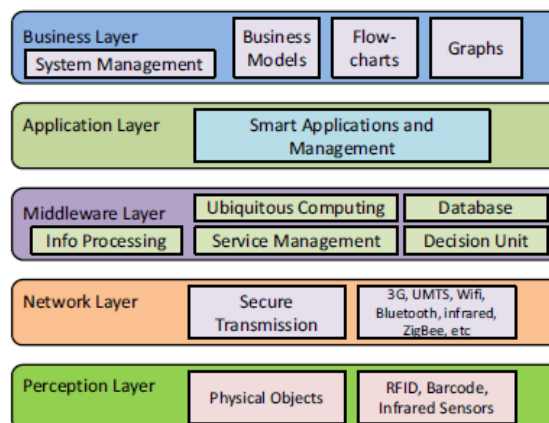 Business Layer
System Management
Business
Models
Flow-
charts
Graphs
Application Layer
Smart Applications and
Management
Middleware Layer
Ubiquitous Computing
Database
Info Processing
Service Management
Decision Unit
Network Layer
Secure
Transmission
3G, UMTS, Wifi,
Bluetooth, infrared,
ZigBee, etc
Perception Layer
Physical Objects
RFID, Barcode,
Infrared Sensors